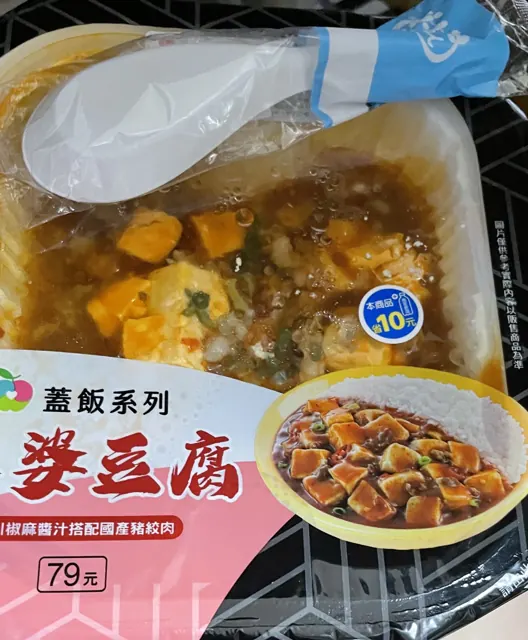 本商品+
省10元
圖片僅供參考實際內容以販售商品為準
蓋飯系列
婆豆腐
椒麻醬汁搭配國產豬絞肉
79元